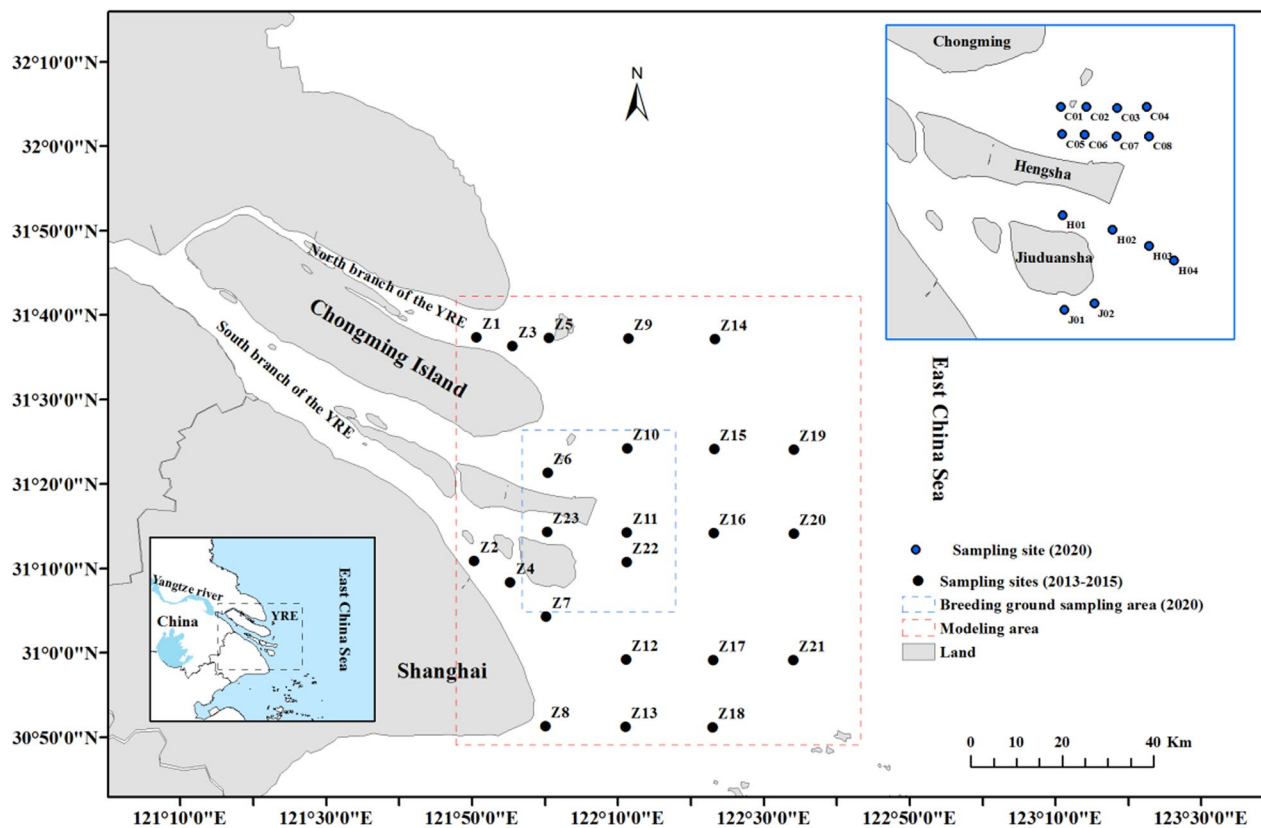 32°10'0"N
32°0'0"N
31°50'0"N
31°40'0"N
31°30'0"N
31°20'0"N
31°10'0"N
31°0'0"N
30°50'0"N
121°10'0"E
121°30'0"E
121°50'0"E
122°10'0"E
122°30'0"E
122°50'0"E
123°10'0"E
123°30'0"E
N
North branch of the YRE
Chongming Island
South branch of the YRE
Shanghai
East China Sea
Z1
Z3
Z5
Z9
Z14
Z10
Z15
Z19
Z6
Z23
Z11
Z16
Z20
Z2
Z22
Z4
Z7
Z12
Z17
Z21
Z8
Z13
Z18
Yangtze river
China
YRE
East China Sea
Chongming
C01
C02
C03
C04
C05
C06
C07
C08
Hengsha
H01
H02
H03
H04
Jiuduansha
J01
J02
Sampling site (2020)
Sampling sites (2013-2015)
Breeding ground sampling area (2020)
Modeling area
Land
0 10 20 40 Km